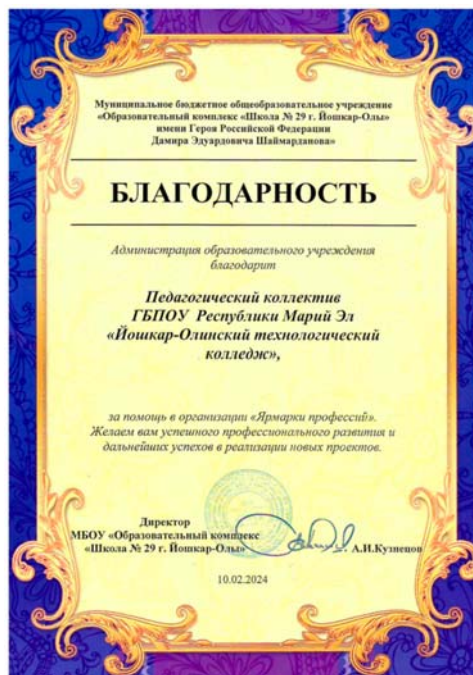 Муниципальное бюджетное общеобразовательное учреждение
«Образовательный комплекс «Школа № 29 г. Йошкар-Олы»
имени Героя Российской Федерации
Дамира Эдуардовича Шаймарданова»
БЛАГОДАРНОСТЬ
Администрация образовательного учреждения
благодарит
Педагогический коллектив
ГБПОУ Республики Марий Эл
«Йошкар-Олинский технологический
колледж»,
за помощь в организации «Ярмарки профессий».
Желаем вам успешного профессионального развития и
дальнейших успехов в реализации новых проектов.
Директор
МБОУ «Образовательный комплекс
«Школа № 29 г. Йошкар-Олы»
А.И.Кузнецов
10.02.2024